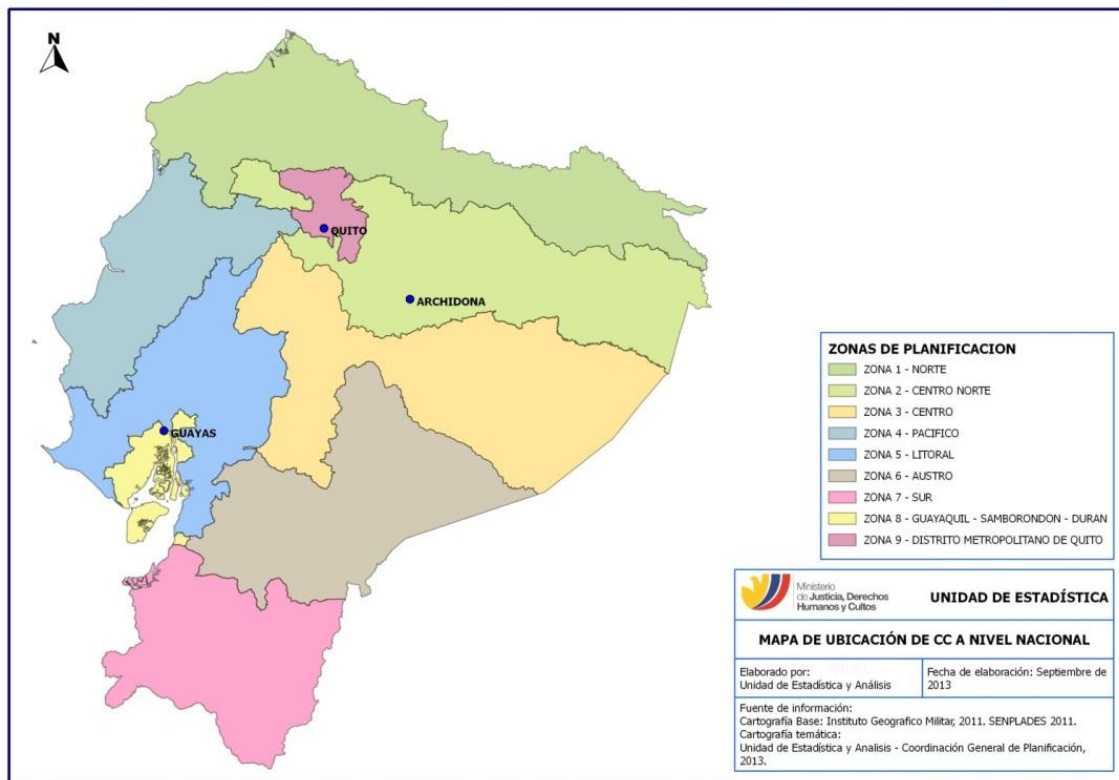 N
QUITO
ARCHIDONA
GUAYAS
ZONAS DE PLANIFICACION
ZONA 1 - NORTE
ZONA 2 - CENTRO NORTE
ZONA 3 - CENTRO
ZONA 4 - PACIFICO
ZONA 5 - LITORAL
ZONA 6 - AUSTRO
ZONA 7 - SUR
ZONA 8 - GUAYAQUIL - SAMBORONDON - DURAN
ZONA 9 - DISTRITO METROPOLITANO DE QUITO
Ministerio
de Justicia, Derechos
Humanos y Cultos
UNIDAD DE ESTADÍSTICA
MAPA DE UBICACIÓN DE CC A NIVEL NACIONAL
Elaborado por:
Unidad de Estadística y Análisis
Fecha de elaboración: Septiembre de
2013
Fuente de información:
Cartografía Base: Instituto Geografico Militar, 2011. SENPLADES 2011.
Cartografía temática:
Unidad de Estadística y Analisis - Coordinación General de Planificación,
2013.